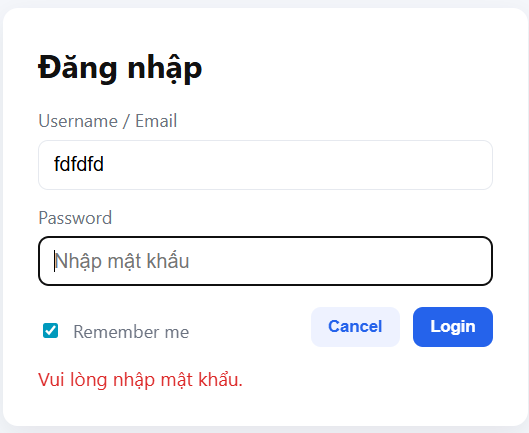 Đăng nhập
Username / Email
fdfdfd
Password
Nhập mật khẩu
Remember me
Cancel
Login
Vui lòng nhập mật khẩu.